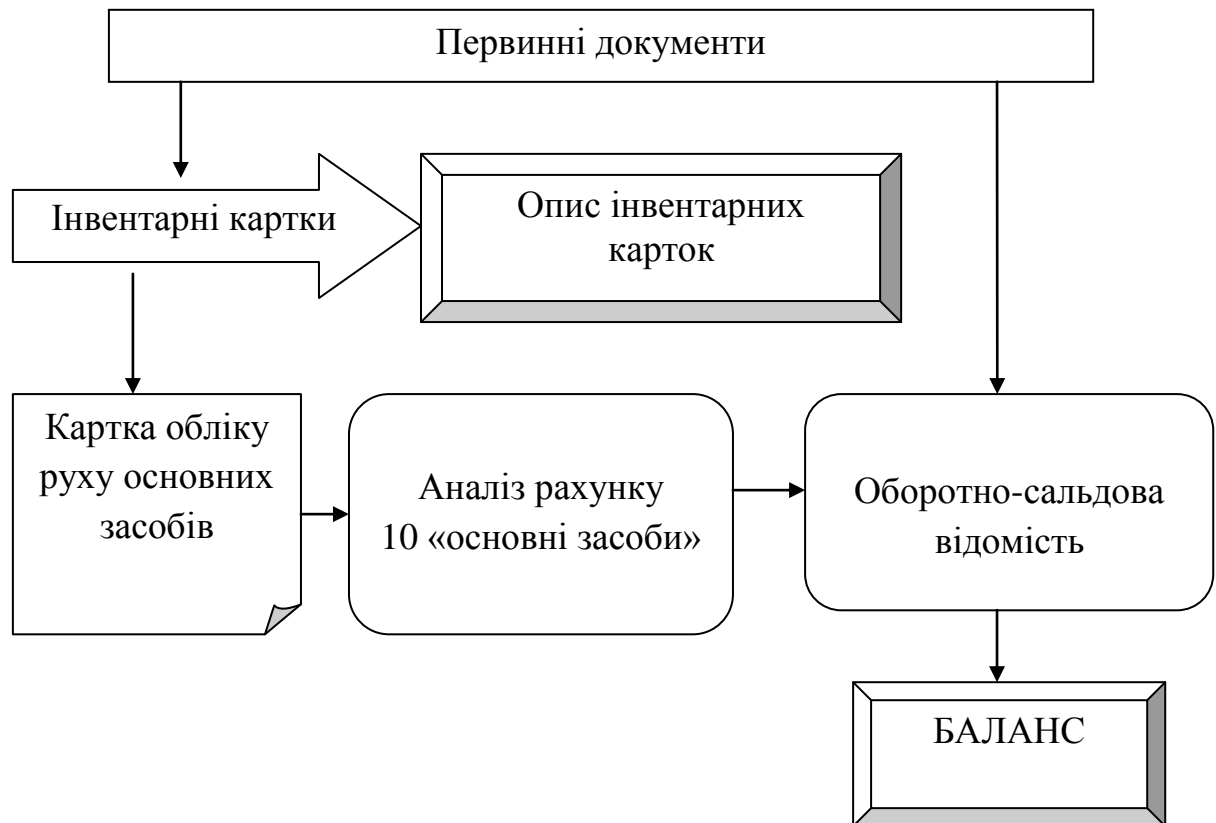 Первинні документи
Інвентарні картки
Опис інвентарних
карток
Картка обліку
руху основних
засобів
Аналіз рахунку
10 «основні засоби»
Оборотно-сальдова
відомість
БАЛАНС